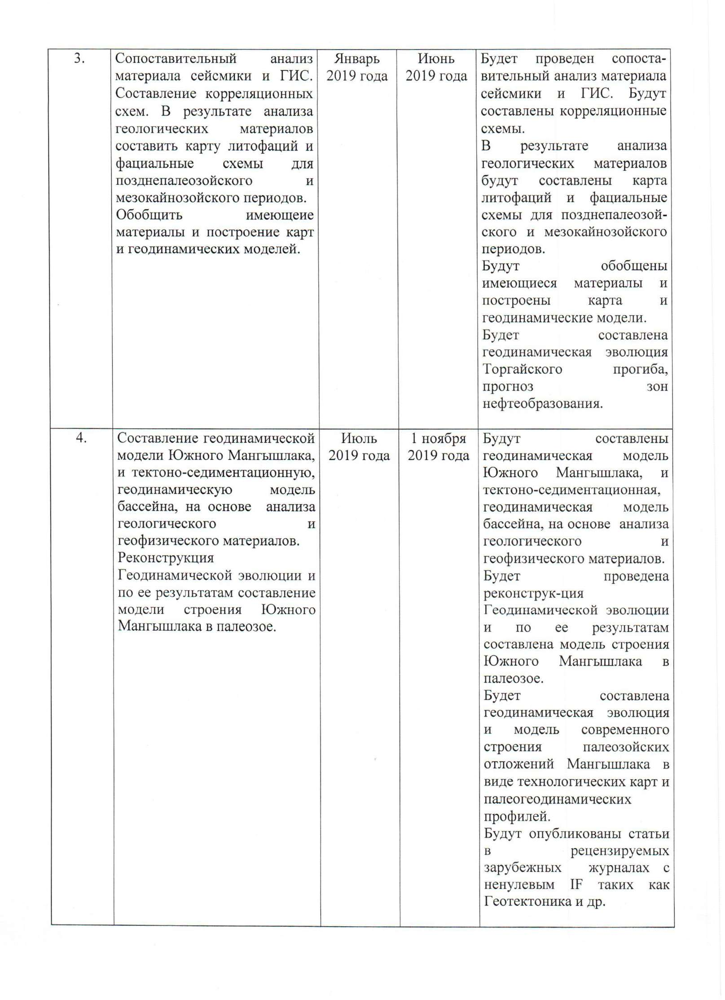 3.
Сопоставительный анализ
материала сейсмики и ГИС.
Составление корреляционных
схем. В результате анализа
геологических материалов
составить карту литофаций и
фациальные схемы для
позднепалеозойского и
мезокайнозойского периодов.
Обобщить имеющеие
материалы и построение карт
и геодинамических моделей.
Январь
2019 года
Июнь
2019 года
Будет проведен сопоста-
вительный анализ материала
сейсмики и ГИС. Будут
составлены корреляционные
схемы.
В результате анализа
геологических материалов
будут составлены карта
литофаций и фациальные
схемы для позднепалеозой-
ского и мезокайнозойского
периодов.
Будут обобщены
имеющиеся материалы и
построены карта и
геодинамические модели.
Будет составлена
геодинамическая эволюция
Торгайского прогиба,
прогноз зон
нефтеобразования.
4.
Составление геодинамической
модели Южного Мангышлака,
и тектоно-седиментационную,
геодинамическую модель
бассейна, на основе анализа
геологического и
геофизического материалов.
Реконструкция
Геодинамической эволюции и
по ее результатам составление
модели строения Южного
Мангышлака в палеозое.
Июль
2019 года
1 ноября
2019 года
Будут составлены
геодинамическая модель
Южного Мангышлака, и
тектоно-седиментационная,
геодинамическая модель
бассейна, на основе анализа
геологического и
геофизического материалов.
Будет проведена
реконструк-ция
Геодинамической эволюции
и по ее результатам
составлена модель строения
Южного Мангышлака в
палеозое.
Будет составлена
геодинамическая эволюция
и модель современного
строения палеозойских
отложений Мангышлака в
виде технологических карт и
палеогеодинамических
профилей.
Будут опубликованы статьи
в рецензируемых
зарубежных журналах с
ненулевым IF таких как
Геотектоника и др.